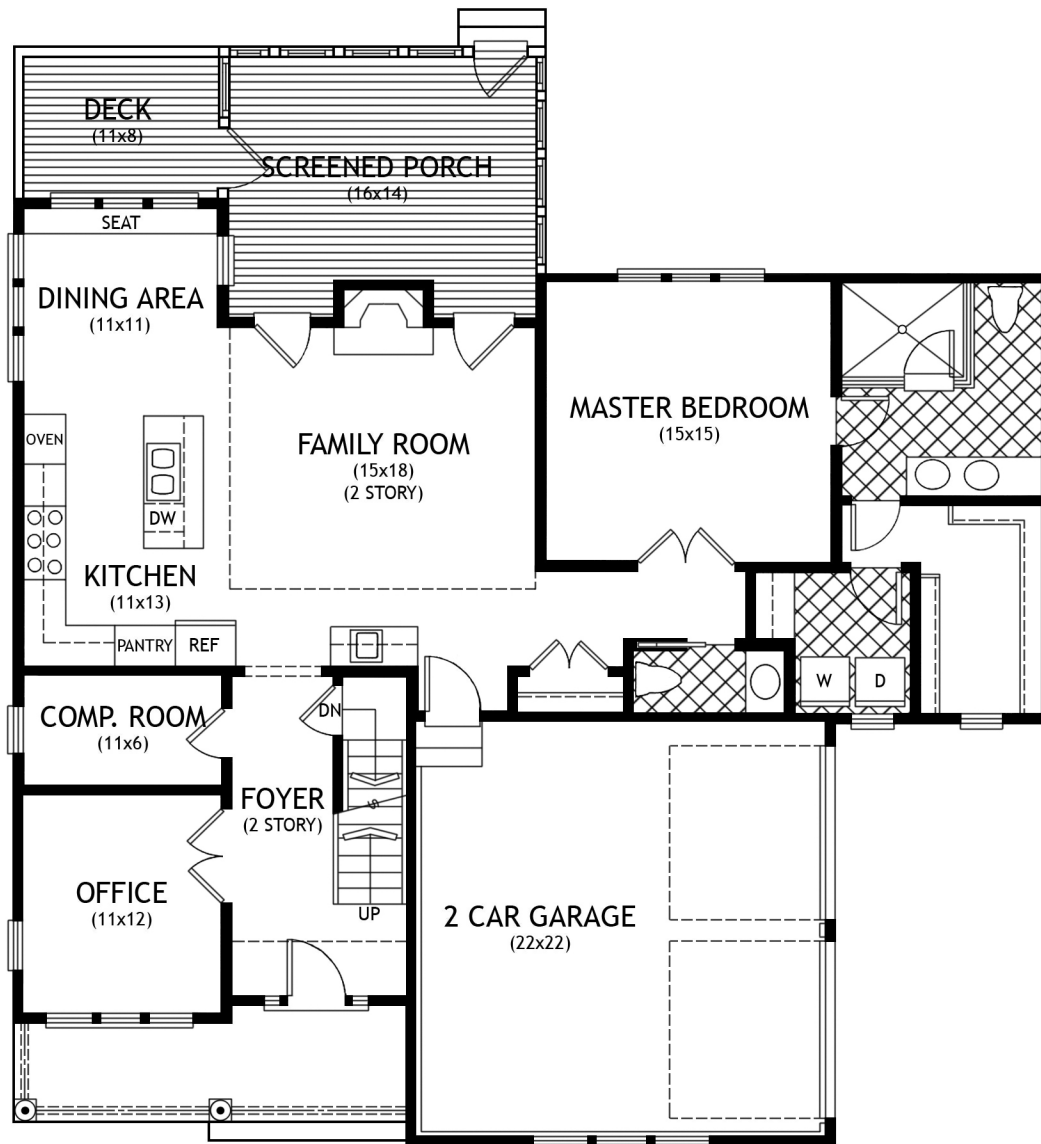 DECK
(11x8)
SCREENED PORCH
(16x14)
SEAT
DINING AREA
(11x11)
MASTER BEDROOM
(15x15)
OVEN
FAMILY ROOM
(15x18)
(2 STORY)
DW
KITCHEN
(11x13)
PANTRY
REF
W
D
COMP. ROOM
(11x6)
DN
FOYER
(2 STORY)
OFFICE
(11x12)
UP
2 CAR GARAGE
(22x22)